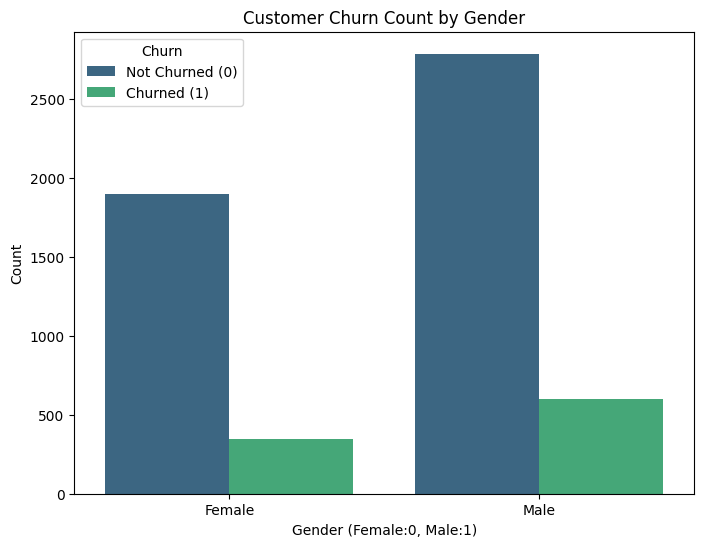 Customer Churn Count by Gender
Churn
Not Churned (0)
Churned (1)
2500
2000
1500
1000
500
0
Count
Female
Male
Gender (Female:0, Male:1)